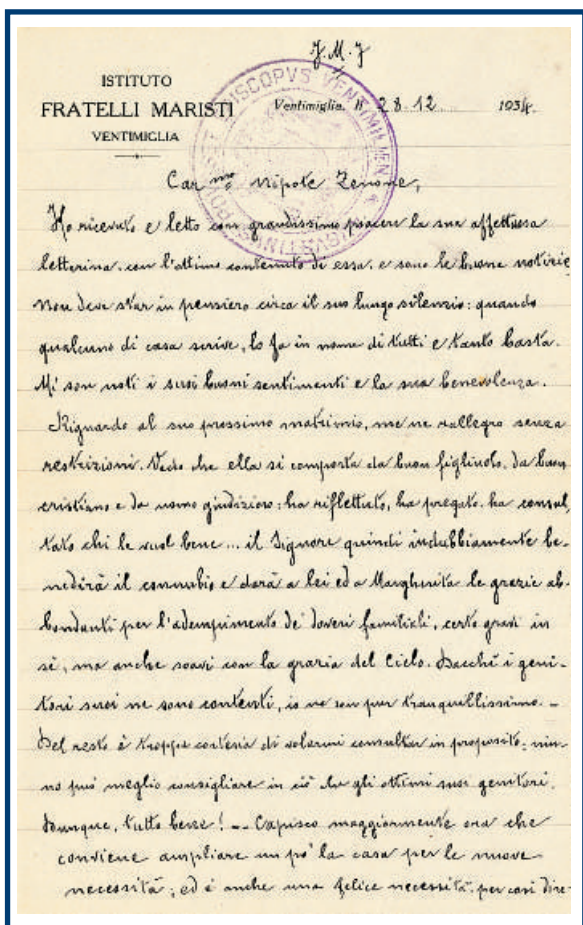 J. M. J
ISTITUTO
FRATELLI MARISTI
VENTIMIGLIA
Ventimiglia, li 28.12. 1934.
EPISCOPVS VENTIMILIEN
Car.mo nipote Zenone,
Ho ricevuto e letto con grandissimo piacere la sua affettuosa
letterina, con l'ottimo contenuto di essa, e sono le buone notizie
Non deve star in pensiero circa il suo lungo silenzio: quando
qualcuno di casa scrive, lo fa in nome di tutti e tanto basta.
Mi son noti i suoi buoni sentimenti e la sua benevolenza.
Riguardo al suo prossimo matrimonio, me ne rallegro senza
restrizioni. Vedo che ella si comporta da buon figliuolo, da buon
cristiano e da uomo giudizioso: ha riflettuto, ha pregato, ha consul,
tato chi le vuol bene ... il Signore quindi indubbiamente be-
nedirà il connubio e darà a lei ed a Margherita le grazie ab-
bondanti per l'adempimento de' doveri familiali, certo gravi in
sè, ma anche soavi con la grazia del Cielo. Dacchè i geni-
tori suoi ne sono contenti, io ne son pur tranquillissimo. –
Del resto è troppa cortesia di volermi consultar in proposito: niu-
no può meglio consigliare in ciò che gli ottimi suoi genitori.
Dunque, tutto bene! – Capisco maggiormente ora che
conviene ampliare un pò la casa per le nuove
necessità; ed è anche una felice necessità, per così dire